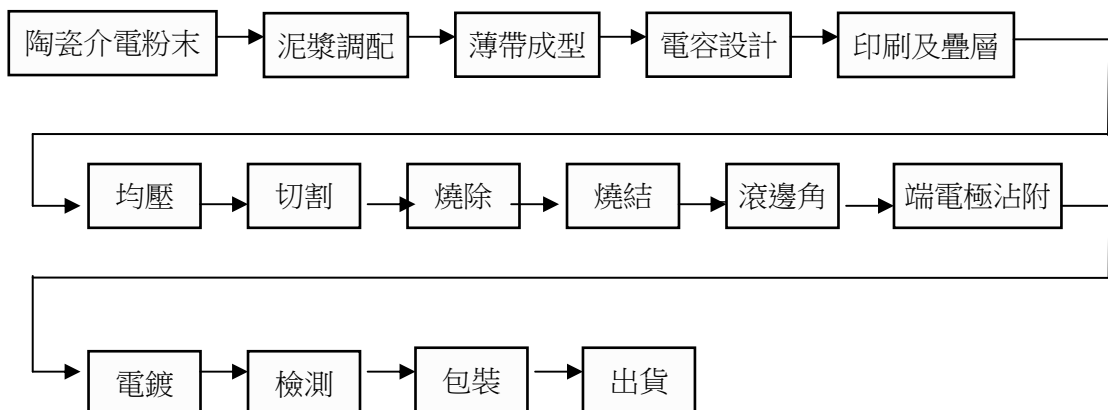 陶瓷介電粉末
泥漿調配
薄帶成型
電容設計
印刷及疊層
均壓
切割
燒除
燒結
滾邊角
端電極沾附
電鍍
檢測
包裝
出貨